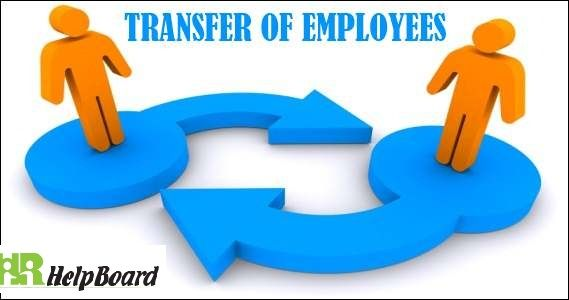 TRANSFER OF EMPLOYEES
HR HelpBoard